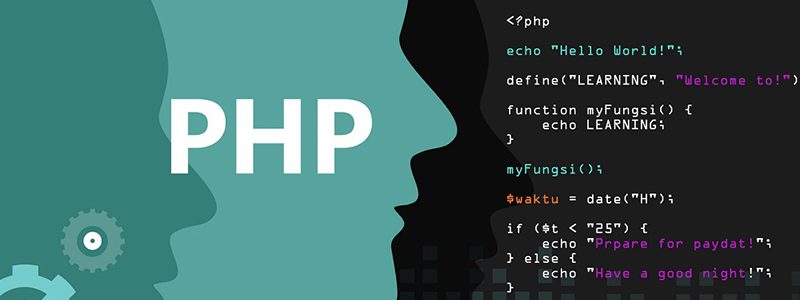 PHP
<?php
echo "Hello World!";
define("LEARNING", "Welcome to!")
function myFungsi() {
echo LEARNING;
}
myFungsi();
$waktu = date("H");
if ($t < "25") {
echo "Prpare for paydat!";
} else {
echo "Have a good night!";
}